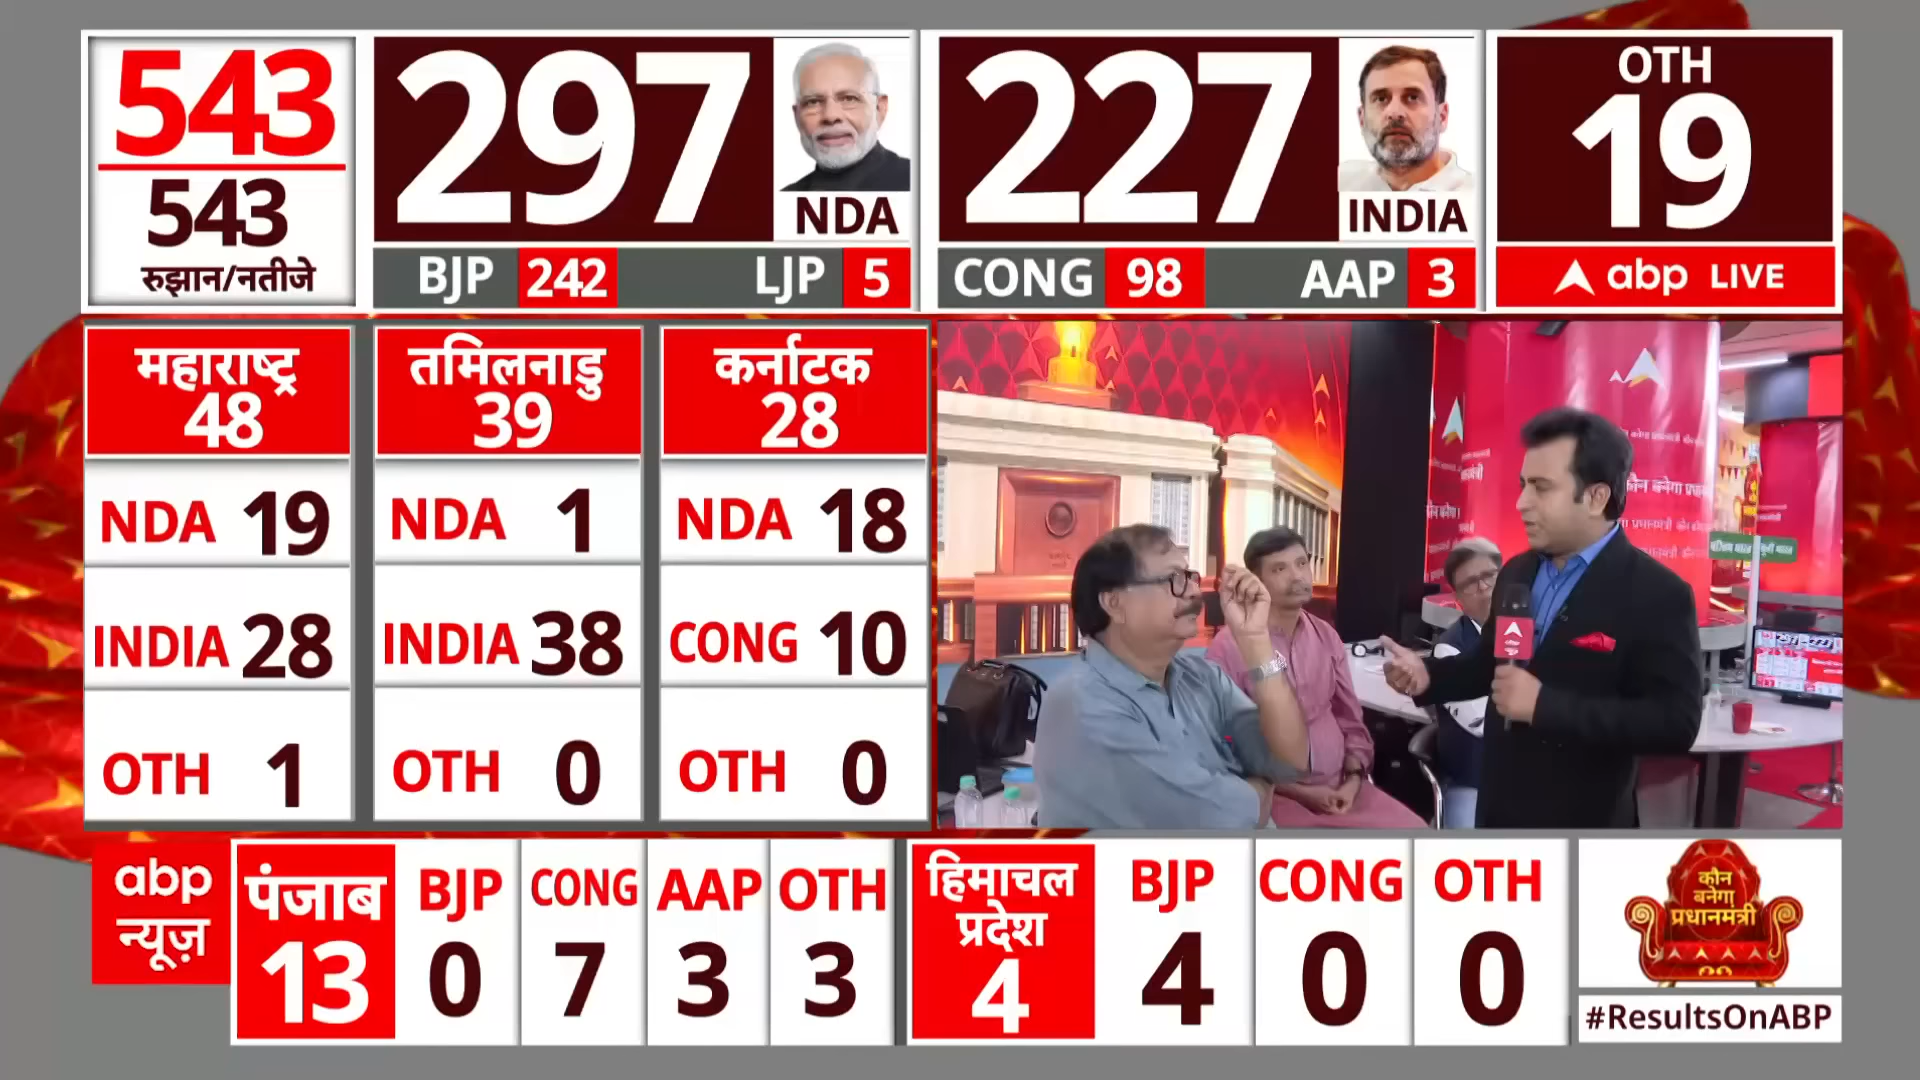 543
543
रुझान/नतीजे
297
NDA
BJP 242
LJP 5
227
INDIA
CONG 98
AAP 3
OTH
19
abp LIVE
महाराष्ट्र
48
NDA 19
INDIA 28
OTH 1
तमिलनाडु
39
NDA 1
INDIA 38
OTH 0
कर्नाटक
28
NDA 18
CONG 10
OTH 0
abp
न्यूज़
पंजाब
13
BJP
0
CONG
7
AAP
3
OTH
3
हिमाचल
प्रदेश
4
BJP
4
CONG
0
OTH
0
कौन
बनेगा
प्रधानमंत्री
#ResultsOnABP